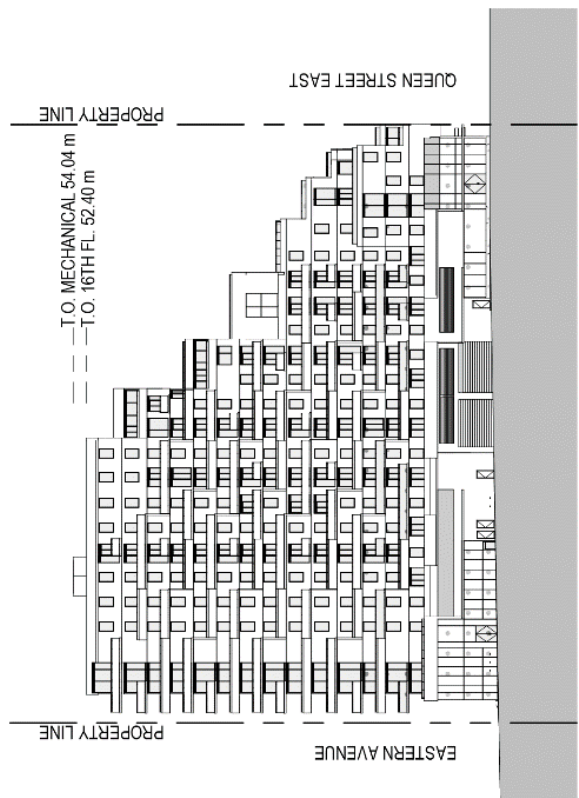 QUEEN STREET EAST
PROPERTY LINE
T.O. MECHANICAL 54.04 m
T.O. 16TH FL. 52.40 m
PROPERTY LINE
EASTERN AVENUE